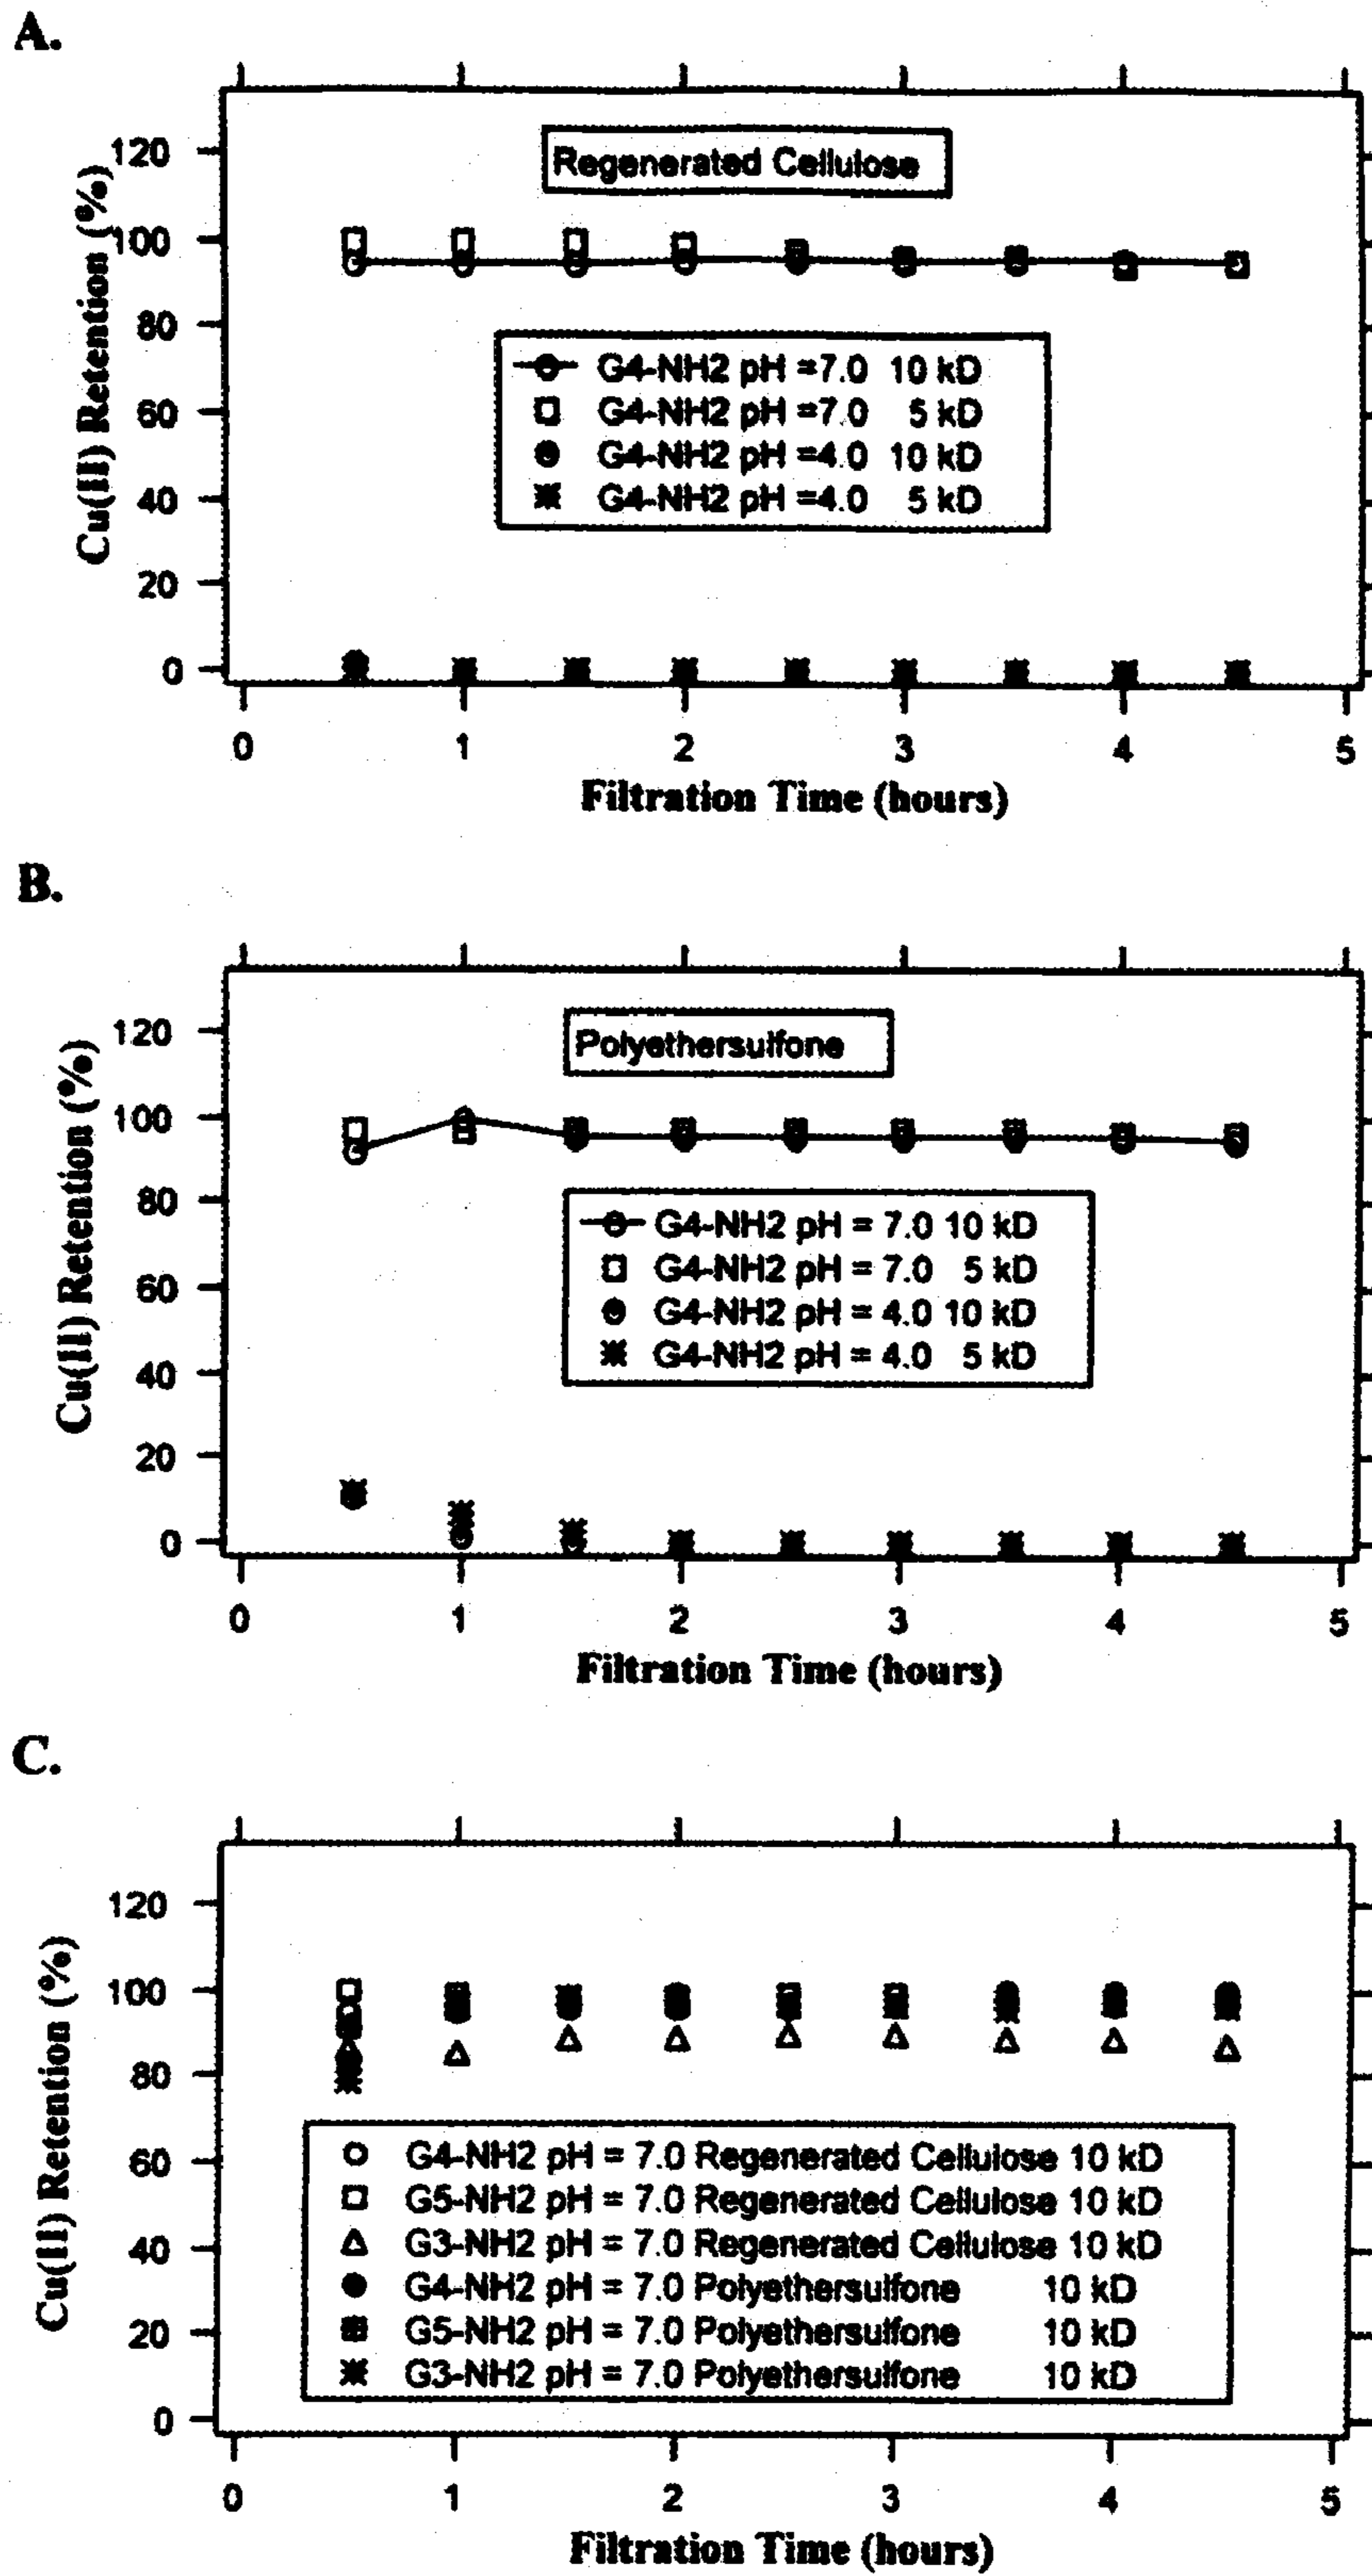 A.
Regenerated Cellulose
120
100
80
60
40
20
0
Cu(II) Retention (%)
G4-NH2 pH =7.0 10 kD
G4-NH2 pH =7.0 5 kD
G4-NH2 pH =4.0 10 kD
G4-NH2 pH =4.0 5 kD
0 1 2 3 4 5
Filtration Time (hours)
B.
Polyethersulfone
120
100
80
60
40
20
0
Cu(II) Retention (%)
G4-NH2 pH = 7.0 10 kD
G4-NH2 pH = 7.0 5 kD
G4-NH2 pH = 4.0 10 kD
G4-NH2 pH = 4.0 5 kD
0 1 2 3 4 5
Filtration Time (hours)
C.
120
100
80
60
40
20
0
Cu(II) Retention (%)
G4-NH2 pH = 7.0 Regenerated Cellulose 10 kD
G5-NH2 pH = 7.0 Regenerated Cellulose 10 kD
G3-NH2 pH = 7.0 Regenerated Cellulose 10 kD
G4-NH2 pH = 7.0 Polyethersulfone 10 kD
G5-NH2 pH = 7.0 Polyethersulfone 10 kD
G3-NH2 pH = 7.0 Polyethersulfone 10 kD
0 1 2 3 4 5
Filtration Time (hours)